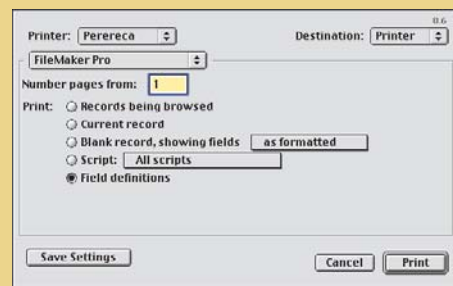 0.6
Printer: Perereca Destination: Printer
FileMaker Pro
Number pages from: 1
Print: Records being browsed
Current record
Blank record, showing fields as formatted
Script: All scripts
Field definitions
Save Settings Cancel Print